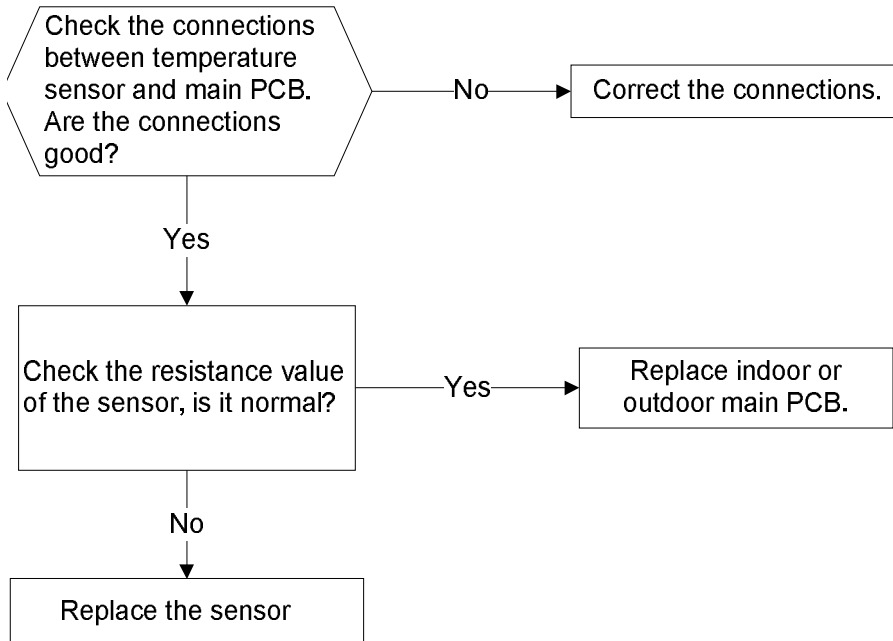 Check the connections
between temperature
sensor and main PCB.
Are the connections
good?
No
Correct the connections.
Yes
Check the resistance value
of the sensor, is it normal?
Yes
Replace indoor or
outdoor main PCB.
No
Replace the sensor